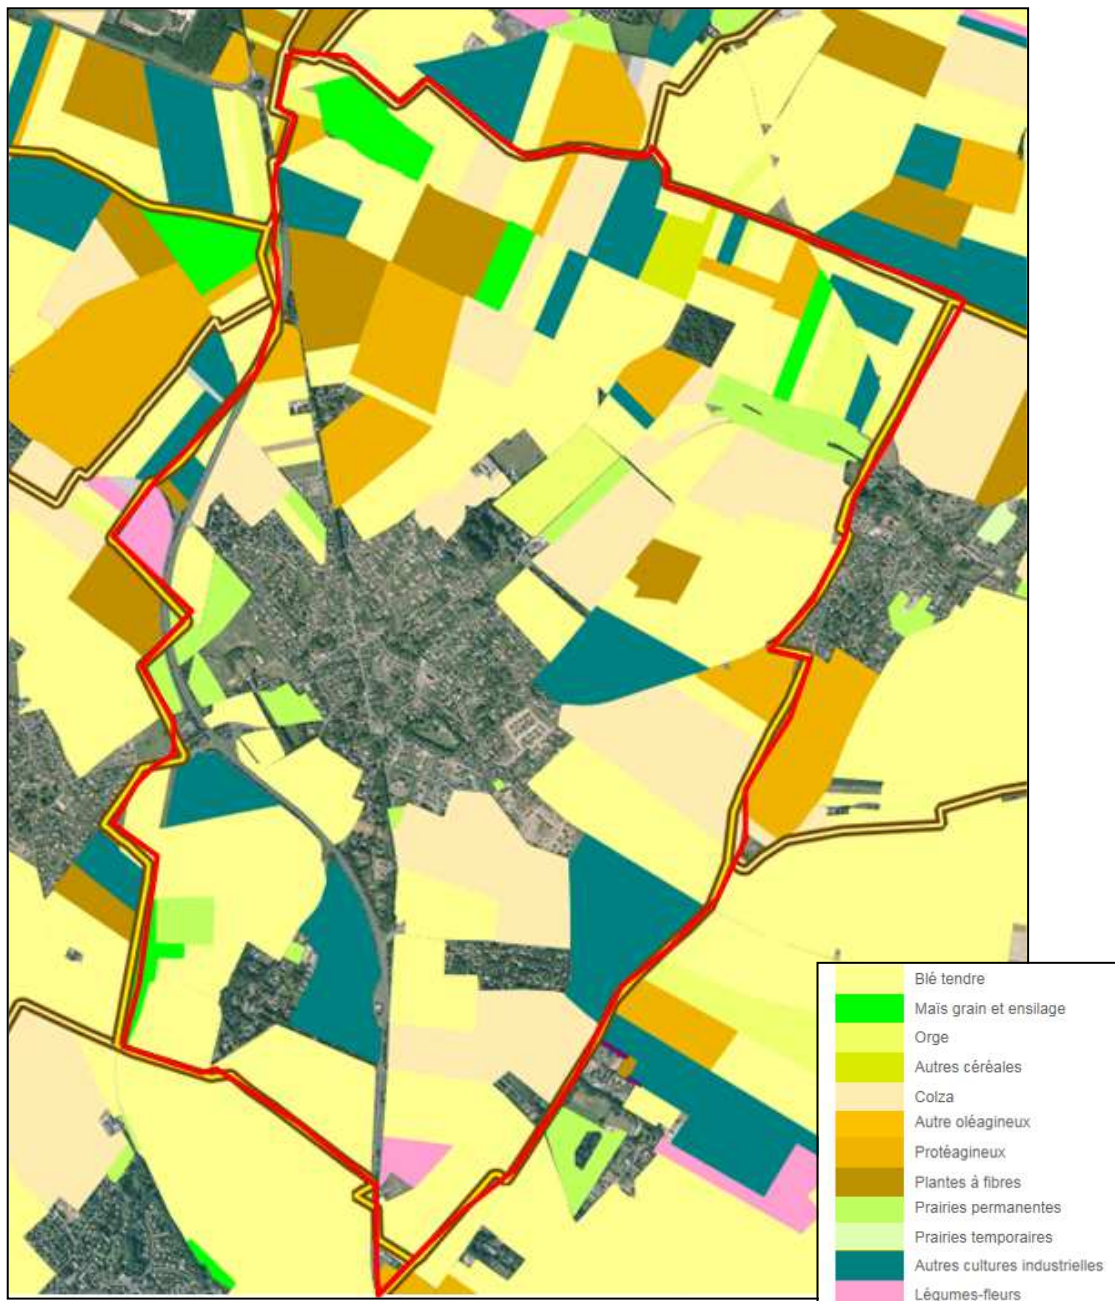 Blé tendre
Maïs grain et ensilage
Orge
Autres céréales
Colza
Autre oléagineux
Protéagineux
Plantes à fibres
Prairies permanentes
Prairies temporaires
Autres cultures industrielles
Légumes-fleurs